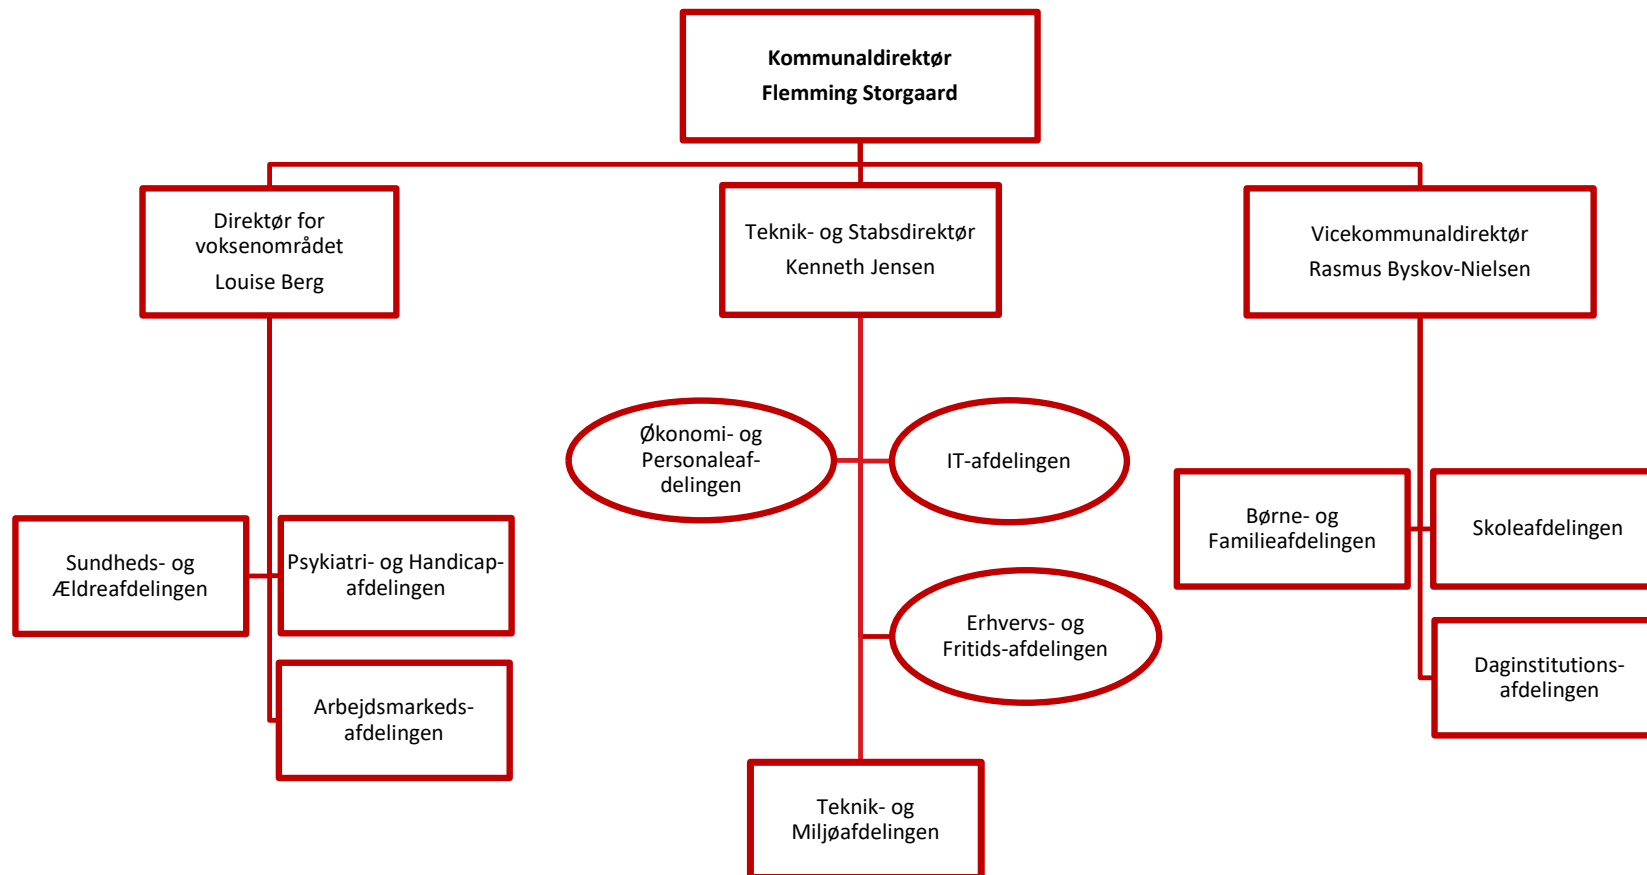 Kommunaldirektør
Flemming Storgaard
Direktør for
voksenområdet
Louise Berg
Teknik- og Stabsdirektør
Kenneth Jensen
Vicekommunaldirektør
Rasmus Byskov-Nielsen
Økonomi- og
Personaleaf-
delingen
IT-afdelingen
Sundheds- og
Ældreafdelingen
Psykiatri- og Handicap-
afdelingen
Børne- og
Familieafdelingen
Skoleafdelingen
Erhvervs- og
Fritids-afdelingen
Arbejdsmarkeds-
afdelingen
Daginstitutions-
afdelingen
Teknik- og
Miljøafdelingen